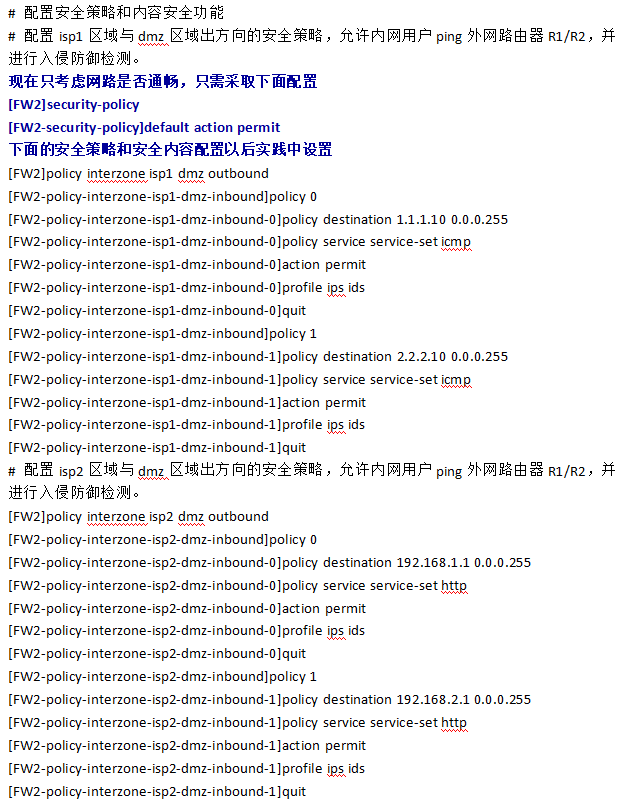 # 配置安全策略和内容安全功能
# 配置 isp1 区域与 dmz 区域出方向的安全策略，允许内网用户 ping 外网路由器 R1/R2，并
进行入侵防御检测。
现在只考虑网路是否通畅，只需采取下面配置
[FW2]security-policy
[FW2-security-policy]default action permit
下面的安全策略和安全内容配置以后实践中设置
[FW2]policy interzone isp1 dmz outbound
[FW2-policy-interzone-isp1-dmz-inbound]policy 0
[FW2-policy-interzone-isp1-dmz-inbound-0]policy destination 1.1.1.10 0.0.0.255
[FW2-policy-interzone-isp1-dmz-inbound-0]policy service service-set icmp
[FW2-policy-interzone-isp1-dmz-inbound-0]action permit
[FW2-policy-interzone-isp1-dmz-inbound-0]profile ips ids
[FW2-policy-interzone-isp1-dmz-inbound-0]quit
[FW2-policy-interzone-isp1-dmz-inbound]policy 1
[FW2-policy-interzone-isp1-dmz-inbound-1]policy destination 2.2.2.10 0.0.0.255
[FW2-policy-interzone-isp1-dmz-inbound-1]policy service service-set icmp
[FW2-policy-interzone-isp1-dmz-inbound-1]action permit
[FW2-policy-interzone-isp1-dmz-inbound-1]profile ips ids
[FW2-policy-interzone-isp1-dmz-inbound-1]quit
# 配置 isp2 区域与 dmz 区域出方向的安全策略，允许内网用户 ping 外网路由器 R1/R2，并
进行入侵防御检测。
[FW2]policy interzone isp2 dmz outbound
[FW2-policy-interzone-isp2-dmz-inbound]policy 0
[FW2-policy-interzone-isp2-dmz-inbound-0]policy destination 192.168.1.1 0.0.0.255
[FW2-policy-interzone-isp2-dmz-inbound-0]policy service service-set http
[FW2-policy-interzone-isp2-dmz-inbound-0]action permit
[FW2-policy-interzone-isp2-dmz-inbound-0]profile ips ids
[FW2-policy-interzone-isp2-dmz-inbound-0]quit
[FW2-policy-interzone-isp2-dmz-inbound]policy 1
[FW2-policy-interzone-isp2-dmz-inbound-1]policy destination 192.168.2.1 0.0.0.255
[FW2-policy-interzone-isp2-dmz-inbound-1]policy service service-set http
[FW2-policy-interzone-isp2-dmz-inbound-1]action permit
[FW2-policy-interzone-isp2-dmz-inbound-1]profile ips ids
[FW2-policy-interzone-isp2-dmz-inbound-1]quit